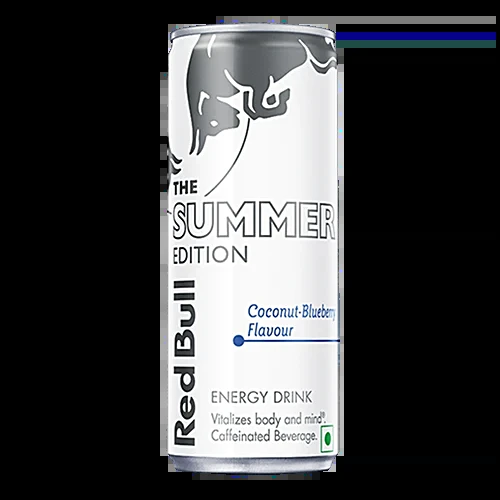 THE
SUMMER
EDITION
Red Bull
Coconut-Blueberry
Flavour
ENERGY DRINK
Vitalizes body and mind®.
Caffeinated Beverage.